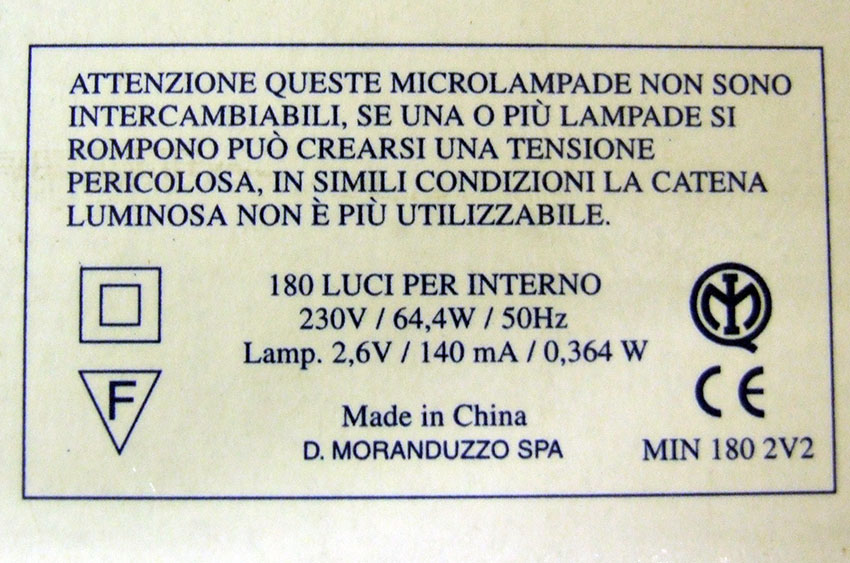 ATTENZIONE QUESTE MICROLAMPADE NON SONO
INTERCAMBIABILI, SE UNA O PIÙ LAMPADE SI
ROMPONO PUÒ CREARSI UNA TENSIONE
PERICOLOSA, IN SIMILI CONDIZIONI LA CATENA
LUMINOSA NON È PIÙ UTILIZZABILE.
180 LUCI PER INTERNO
230V / 64,4W / 50Hz
Lamp. 2,6V / 140 mA / 0,364 W
F
Made in China
D. MORANDUZZO SPA
IMQ
CE
MIN 180 2V2